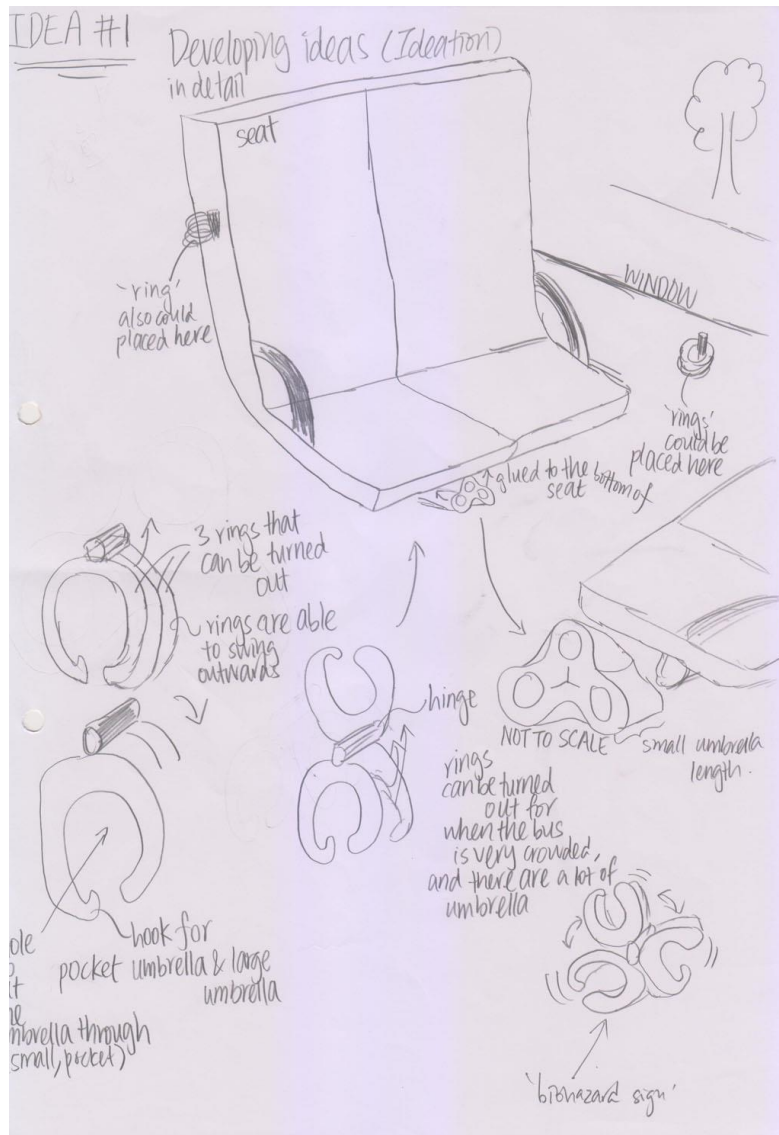 IDEA #1
Developing ideas (Ideation)
in detail
seat
'ring'
also could
placed here
WINDOW
'rings'
could be
placed here
glued to the bottom of
seat
3 rings that
can be turned
out
rings are able
to swing
outwards
hinge
NOT TO SCALE
small umbrella
length.
rings
can be turned
out for
when the bus
is very crowded,
and there are a lot of
umbrella
hook for
pocket umbrella & large
umbrella
ole
mbrella through
small, pocket)
'biohazard sign'